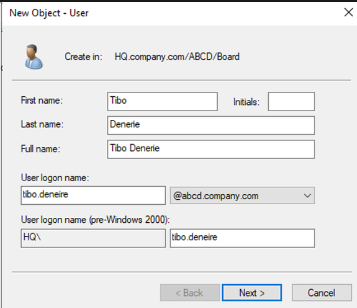 New Object - User
Create in: HQ.company.com/ABCD/Board
First name: Tibo Initials:
Last name: Denerie
Full name: Tibo Denerie
User logon name:
tibo.deneire @abcd.company.com
User logon name (pre-Windows 2000):
HQ\ tibo.deneire
< Back Next > Cancel